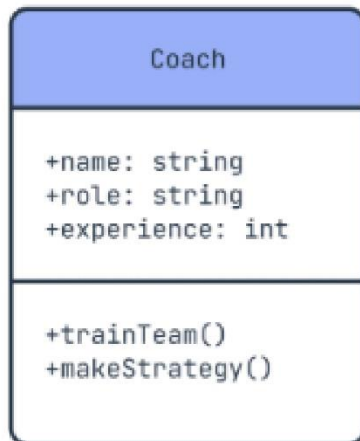 Coach
+name: string
+role: string
+experience: int
+trainTeam()
+makeStrategy()